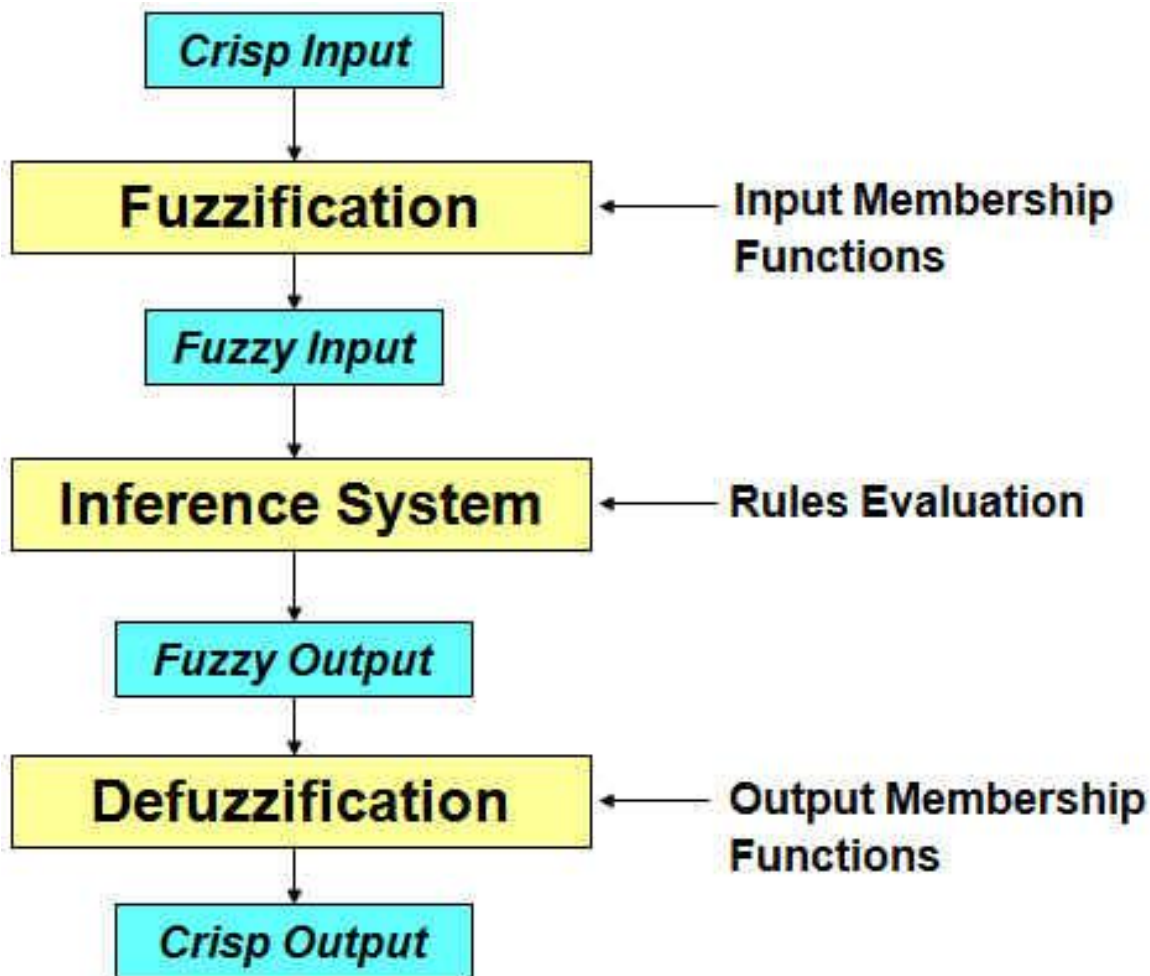 Crisp Input
Fuzzification
Input Membership
Functions
Fuzzy Input
Inference System
Rules Evaluation
Fuzzy Output
Defuzzification
Output Membership
Functions
Crisp Output